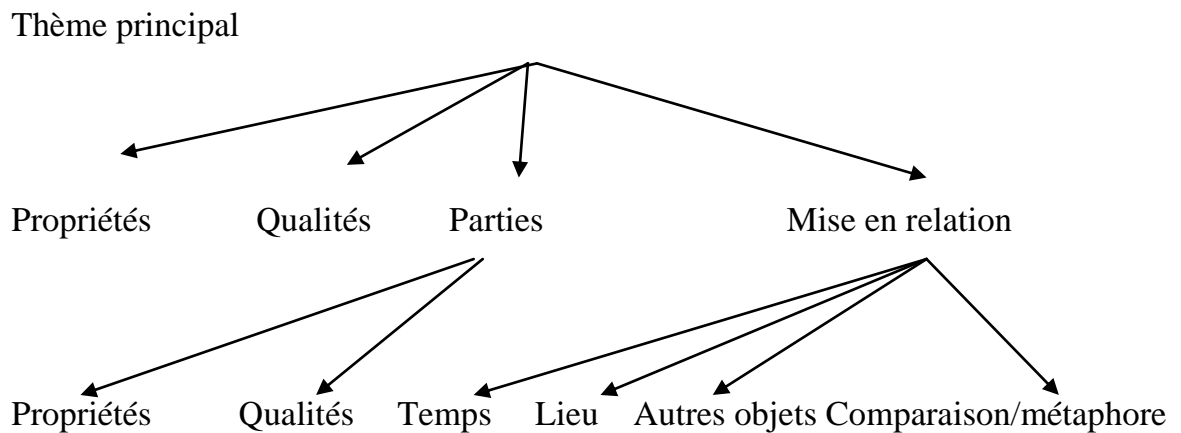 Thème principal
Propriétés Qualités Parties Mise en relation
Propriétés Qualités Temps Lieu Autres objets Comparaison/métaphore